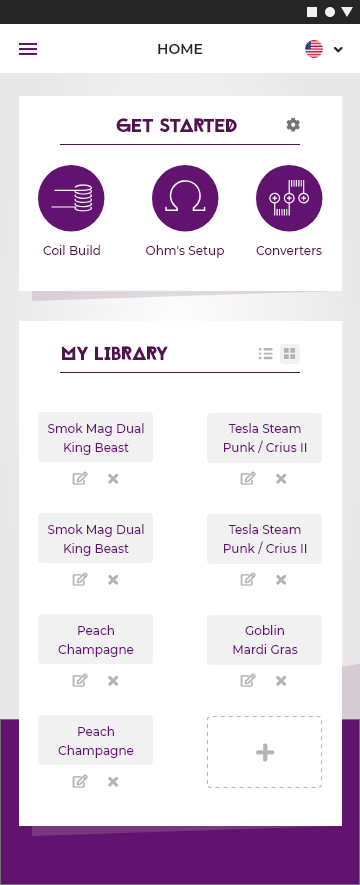 HOME
GET STARTED
Coil Build
Ohm's Setup
Converters
MY LIBRARY
Smok Mag Dual
King Beast
Tesla Steam
Punk / Crius II
Smok Mag Dual
King Beast
Tesla Steam
Punk / Crius II
Peach
Champagne
Goblin
Mardi Gras
Peach
Champagne